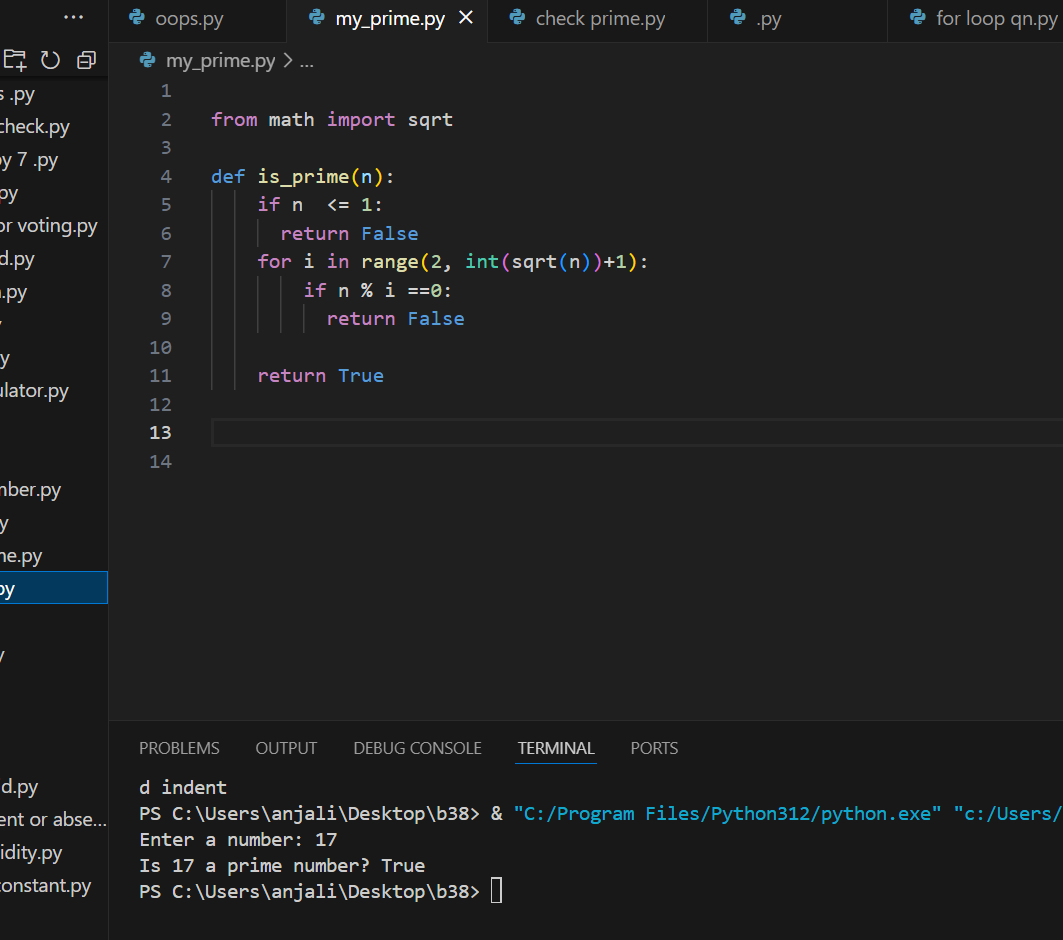 oops.py
my_prime.py
check prime.py
.py
for loop qn.py
my_prime.py > ...
s .py
check.py
py 7 .py
py
or voting.py
d.py
.py
y
ulator.py
mber.py
y
me.py
py
y
d.py
ent or abse...
idity.py
constant.py
1
2 from math import sqrt
3
4 def is_prime(n):
5 if n  <= 1:
6 return False
7 for i in range(2, int(sqrt(n))+1):
8 if n % i ==0:
9 return False
10
11 return True
12
13
14
PROBLEMS
OUTPUT
DEBUG CONSOLE
TERMINAL
PORTS
d indent
PS C:\Users\anjali\Desktop\b38> & "C:/Program Files/Python312/python.exe" "c:/Users/
Enter a number: 17
Is 17 a prime number? True
PS C:\Users\anjali\Desktop\b38>